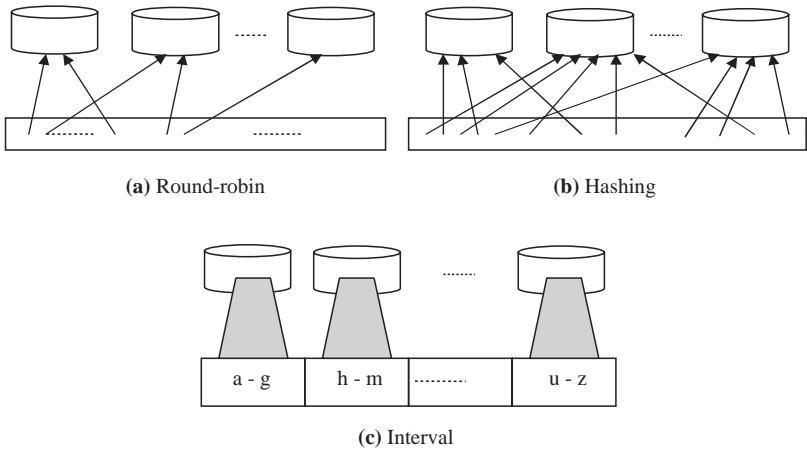 (a) Round-robin
(b) Hashing
a - g
h - m
u - z
(c) Interval